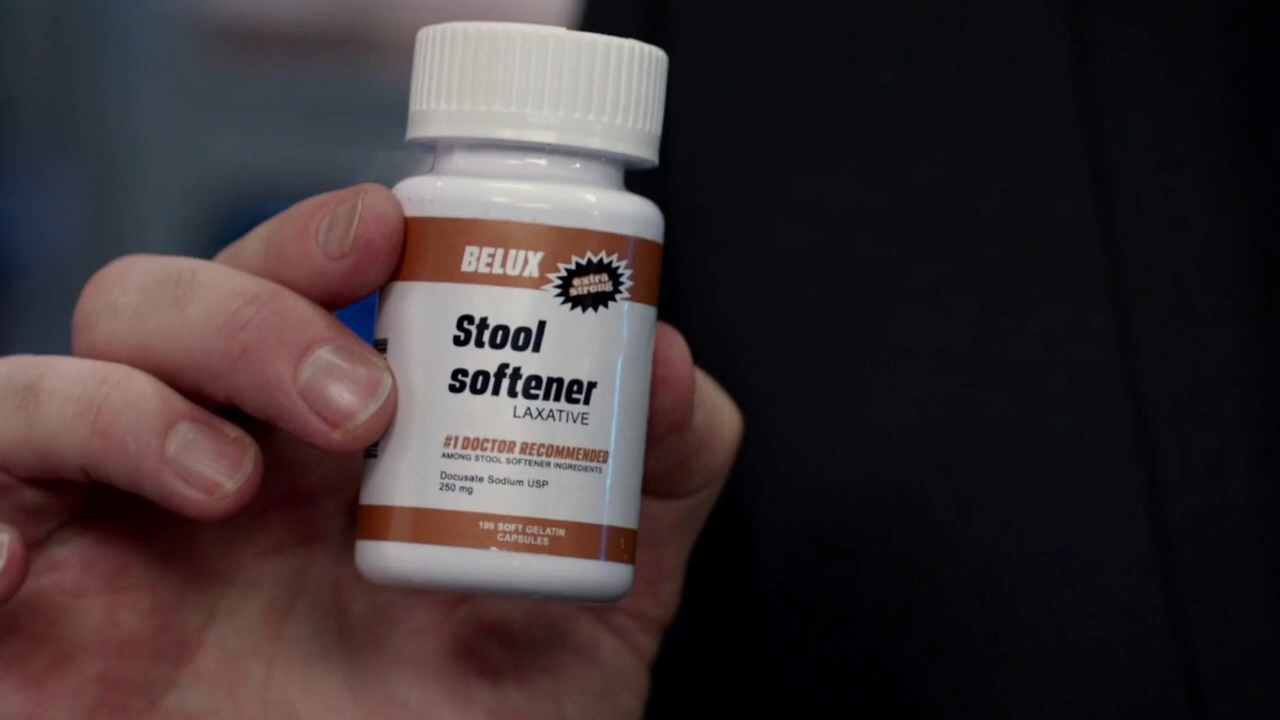 BELUX
extra
strong
Stool
softener
LAXATIVE
#1 DOCTOR RECOMMENDED
AMONG STOOL SOFTENER INGREDIENTS
Docusate Sodium USP
250 mg
100 SOFT GELATIN
CAPSULES